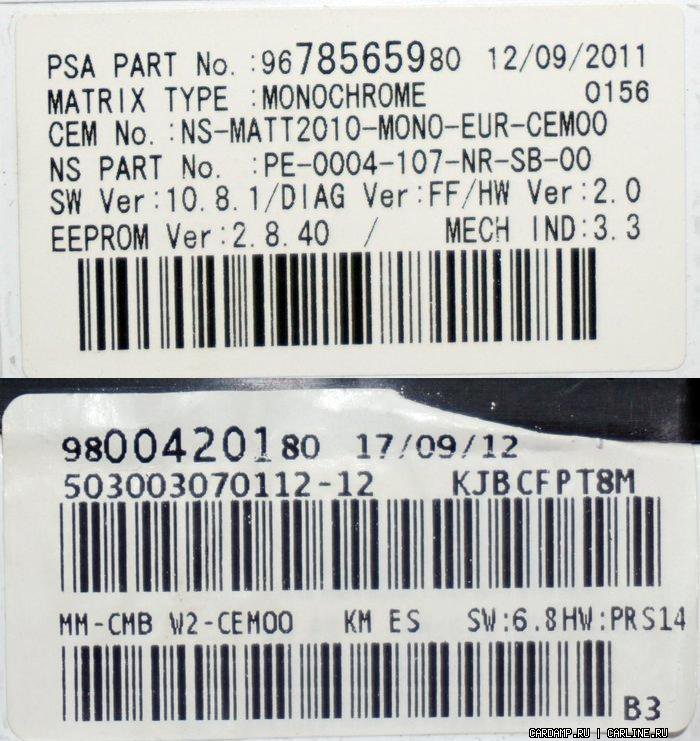 PSA PART No. :9678565980 12/09/2011
MATRIX TYPE :MONOCHROME 0156
CEM No. :NS-MATT2010-MONO-EUR-CEM00
NS PART No. :PE-0004-107-NR-SB-00
SW Ver:10.8.1/DIAG Ver:FF/HW Ver:2.0
EEPROM Ver:2.8.40 / MECH IND:3.3
9800420180 17/09/12
503003070112-12 KJBCFPT8M
MM-CMB W2-CEM00 KM ES SW:6.8HW:PRS14
B3
CARDAMP.RU | CARLINE.RU